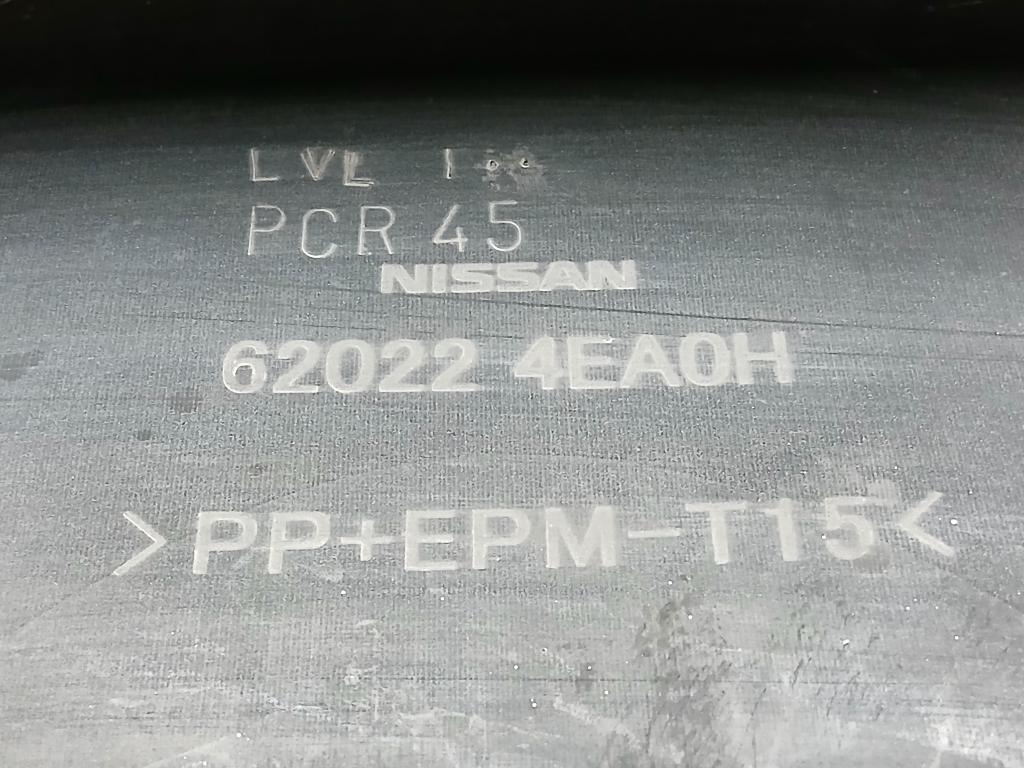 LVL 1
PCR 45
NISSAN
62022 4EA0H
>PP+EPM-T15<